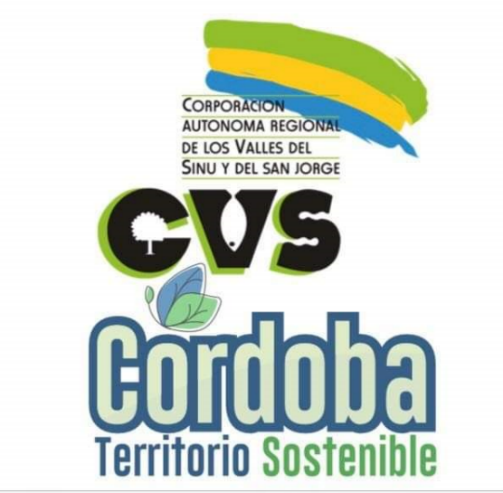 CORPORACION
AUTONOMA REGIONAL
DE LOS VALLES DEL
SINU Y DEL SAN JORGE
CVS
Cordoba
Territorio Sostenible